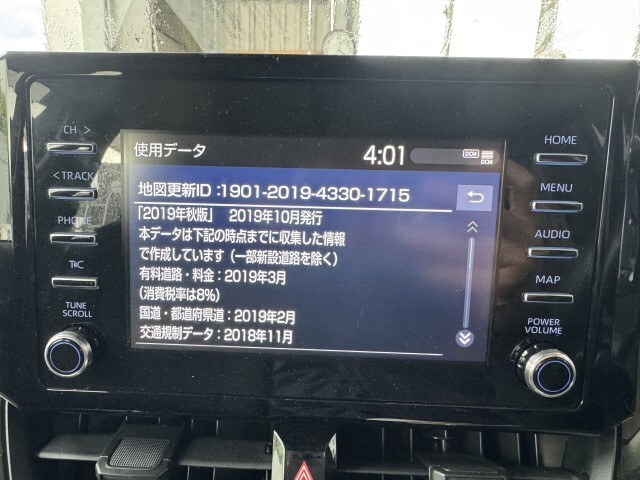 CH >
< TRACK
PHONE
T&C
TUNE
SCROLL
使用データ
4:01
DCM
DCM
地図更新ID:1901-2019-4330-1715
「2019年秋版」 2019年10月発行
本データは下記の時点までに収集した情報
で作成しています(一部新設道路を除く)
有料道路・料金:2019年3月
(消費税率は8%)
国道・都道府県道:2019年2月
交通規制データ:2018年11月
HOME
MENU
AUDIO
MAP
POWER
VOLUME